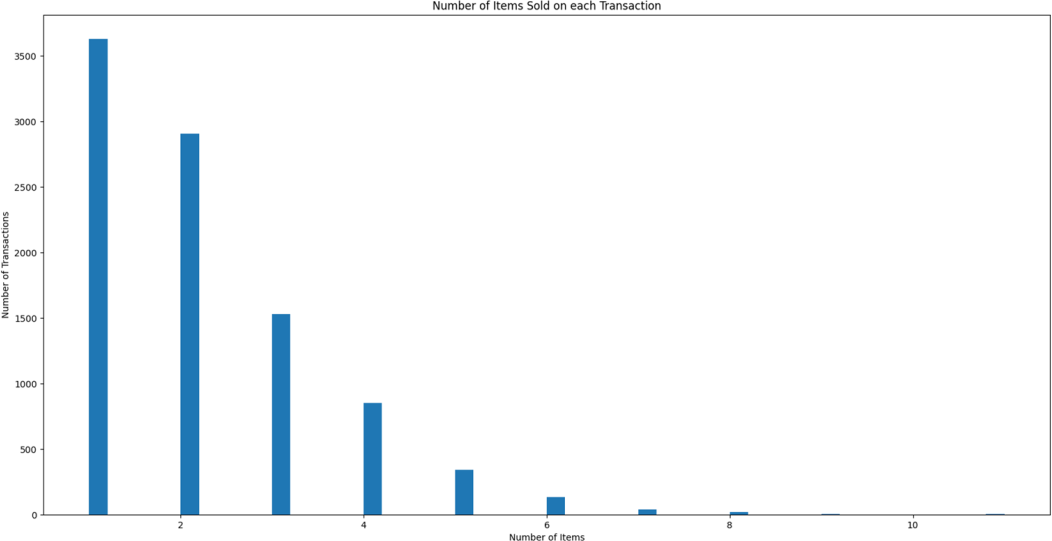 Number of Items Sold on each Transaction
3500
3000
2500
2000
1500
1000
500
0
Number of Transactions
2 4 6 8 10
Number of Items